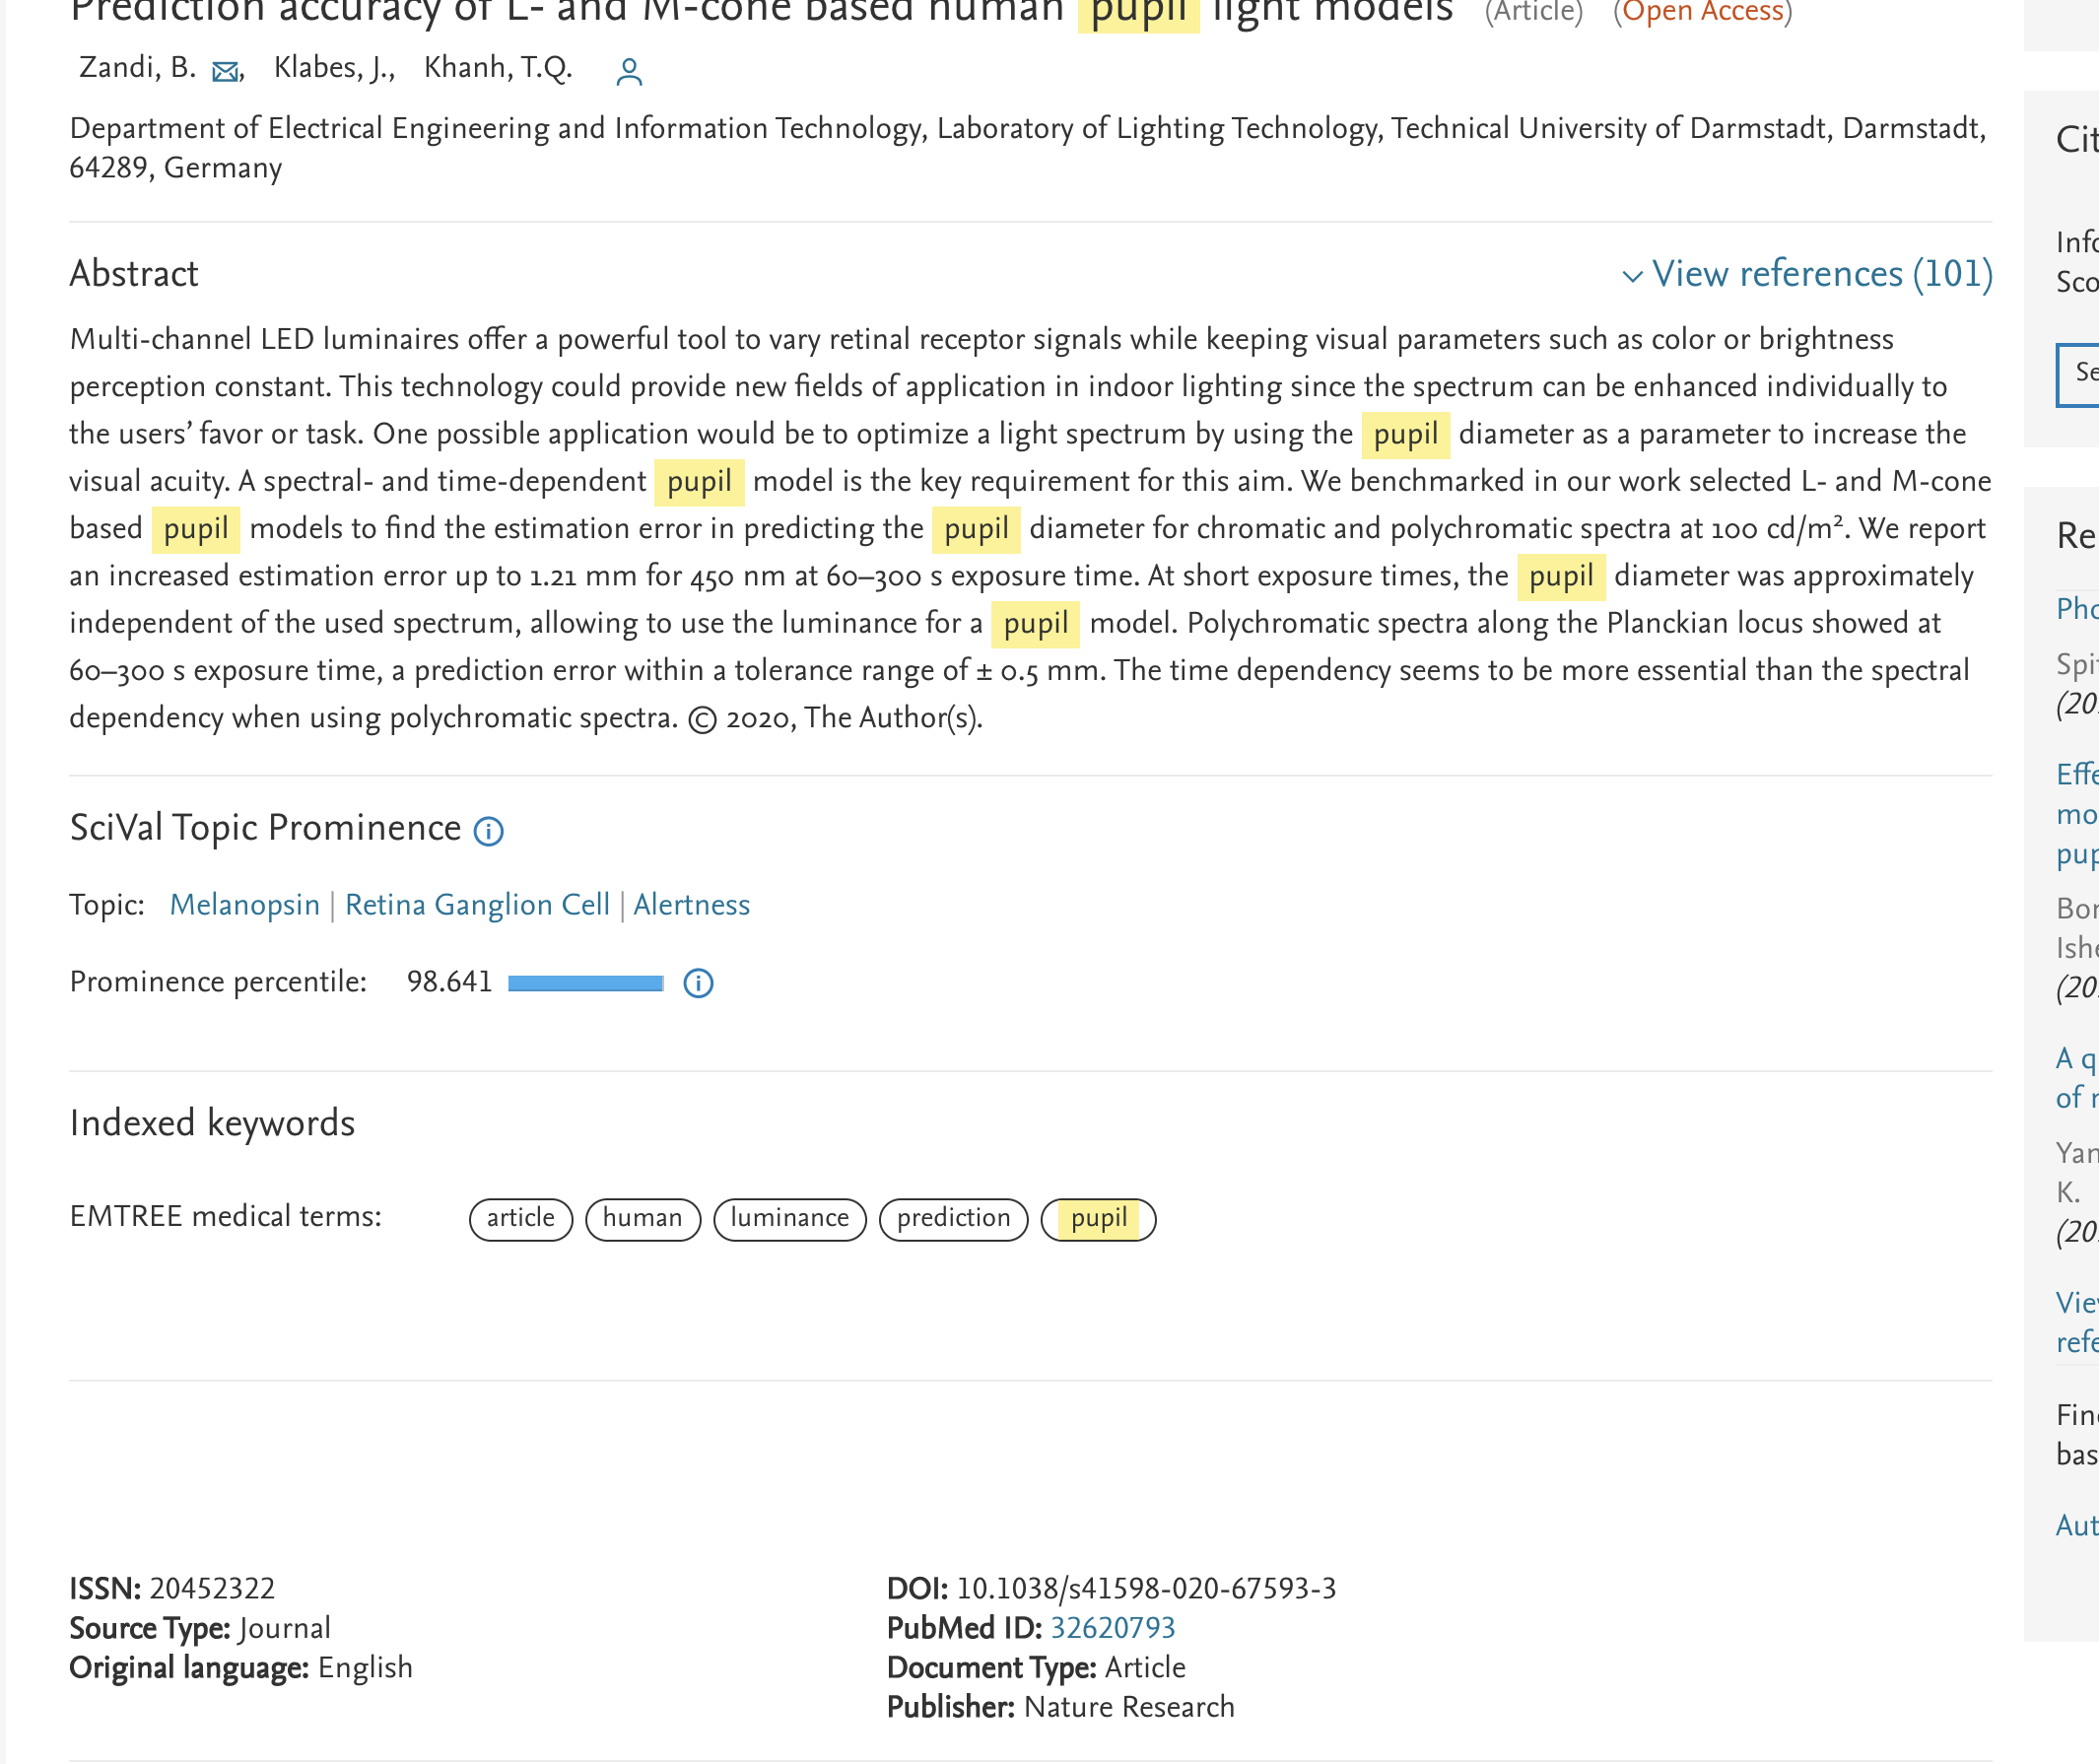 Prediction accuracy of L- and M-cone based human pupil light models (Article) (Open Access)
Zandi, B. , Klabes, J., Khanh, T.Q.
Department of Electrical Engineering and Information Technology, Laboratory of Lighting Technology, Technical University of Darmstadt, Darmstadt,
64289, Germany
Abstract
View references (101)
Multi-channel LED luminaires offer a powerful tool to vary retinal receptor signals while keeping visual parameters such as color or brightness
perception constant. This technology could provide new fields of application in indoor lighting since the spectrum can be enhanced individually to
the users’ favor or task. One possible application would be to optimize a light spectrum by using the pupil diameter as a parameter to increase the
visual acuity. A spectral- and time-dependent pupil model is the key requirement for this aim. We benchmarked in our work selected L- and M-cone
based pupil models to find the estimation error in predicting the pupil diameter for chromatic and polychromatic spectra at 100 cd/m². We report
an increased estimation error up to 1.21 mm for 450 nm at 60–300 s exposure time. At short exposure times, the pupil diameter was approximately
independent of the used spectrum, allowing to use the luminance for a pupil model. Polychromatic spectra along the Planckian locus showed at
60–300 s exposure time, a prediction error within a tolerance range of ± 0.5 mm. The time dependency seems to be more essential than the spectral
dependency when using polychromatic spectra. © 2020, The Author(s).
SciVal Topic Prominence
Topic: Melanopsin | Retina Ganglion Cell | Alertness
Prominence percentile: 98.641
Indexed keywords
EMTREE medical terms: article human luminance prediction pupil
ISSN: 20452322
Source Type: Journal
Original language: English
DOI: 10.1038/s41598-020-67593-3
PubMed ID: 32620793
Document Type: Article
Publisher: Nature Research
Cit
Info
Sco
Se
Re
Pho
Spi
(20
Effe
mo
pup
Bor
Ishe
(20
A q
of r
Yan
K.
(20
View
refe
Fin
bas
Aut